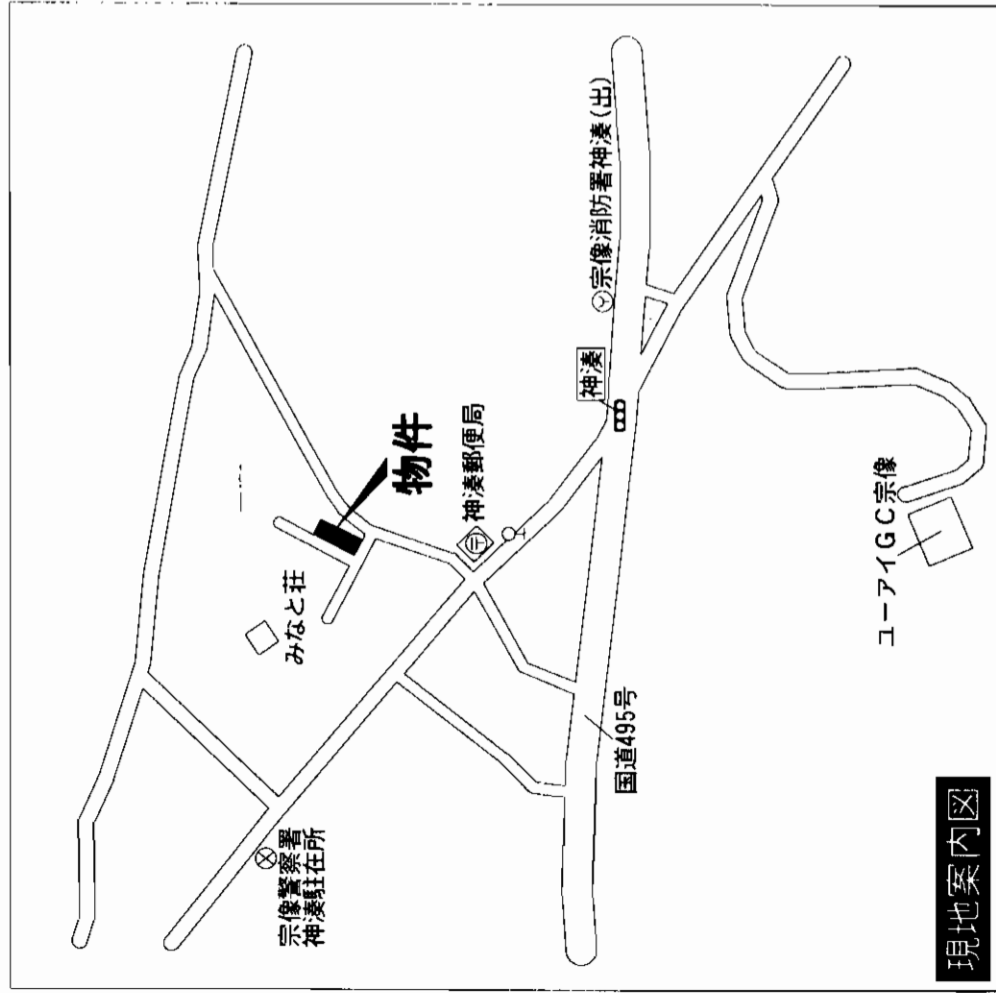 現地案内図
宗像警察署
神湊駐在所
みなと荘
物件
神湊郵便局
神湊
宗像消防署神湊(出)
国道495号
ユーアイGC宗像